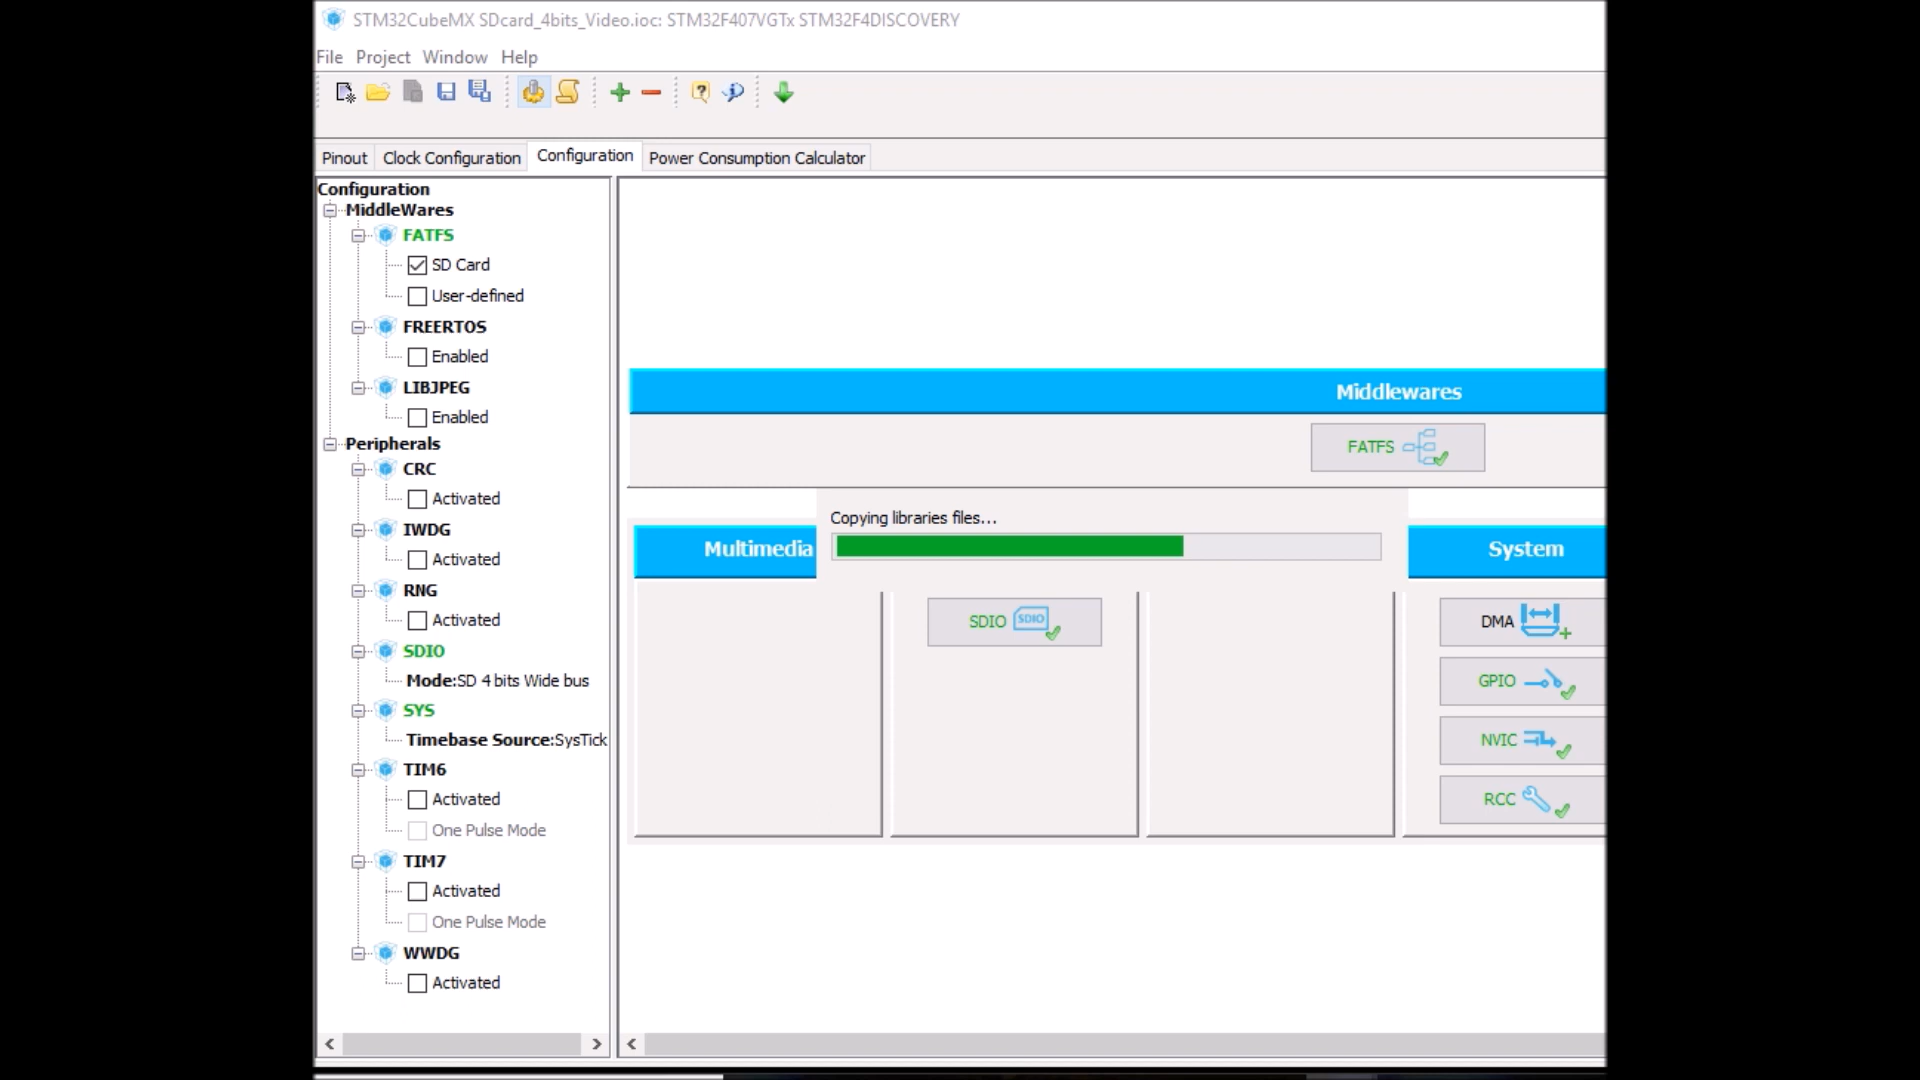 STM32CubeMX SDcard_4bits_Video.ioc: STM32F407VGTx STM32F4DISCOVERY
File Project Window Help
Pinout Clock Configuration Configuration Power Consumption Calculator
Configuration
MiddleWares
FATFS
SD Card
User-defined
FREERTOS
Enabled
LIBJPEG
Enabled
Peripherals
CRC
Activated
IWDG
Activated
RNG
Activated
SDIO
Mode:SD 4 bits Wide bus
SYS
Timebase Source:SysTick
TIM6
Activated
One Pulse Mode
TIM7
Activated
One Pulse Mode
WWDG
Activated
Middlewares
FATFS
Copying libraries files...
Multimedia
System
SDIO SDIO
DMA
GPIO
NVIC
RCC